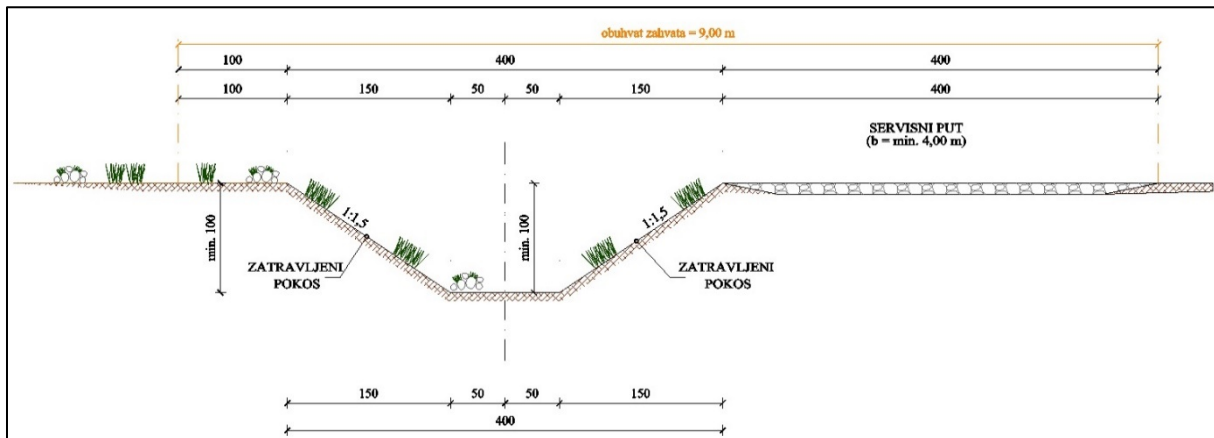 obuhvat zahvata = 9,00 m
100 400 400
100 150 50 50 150 400
SERVISNI PUT
(b = min. 4,00 m)
min. 100
1:1,5
min. 100
1:1,5
ZATRAVLJENI
POKOS
ZATRAVLJENI
POKOS
150 50 50 150
400